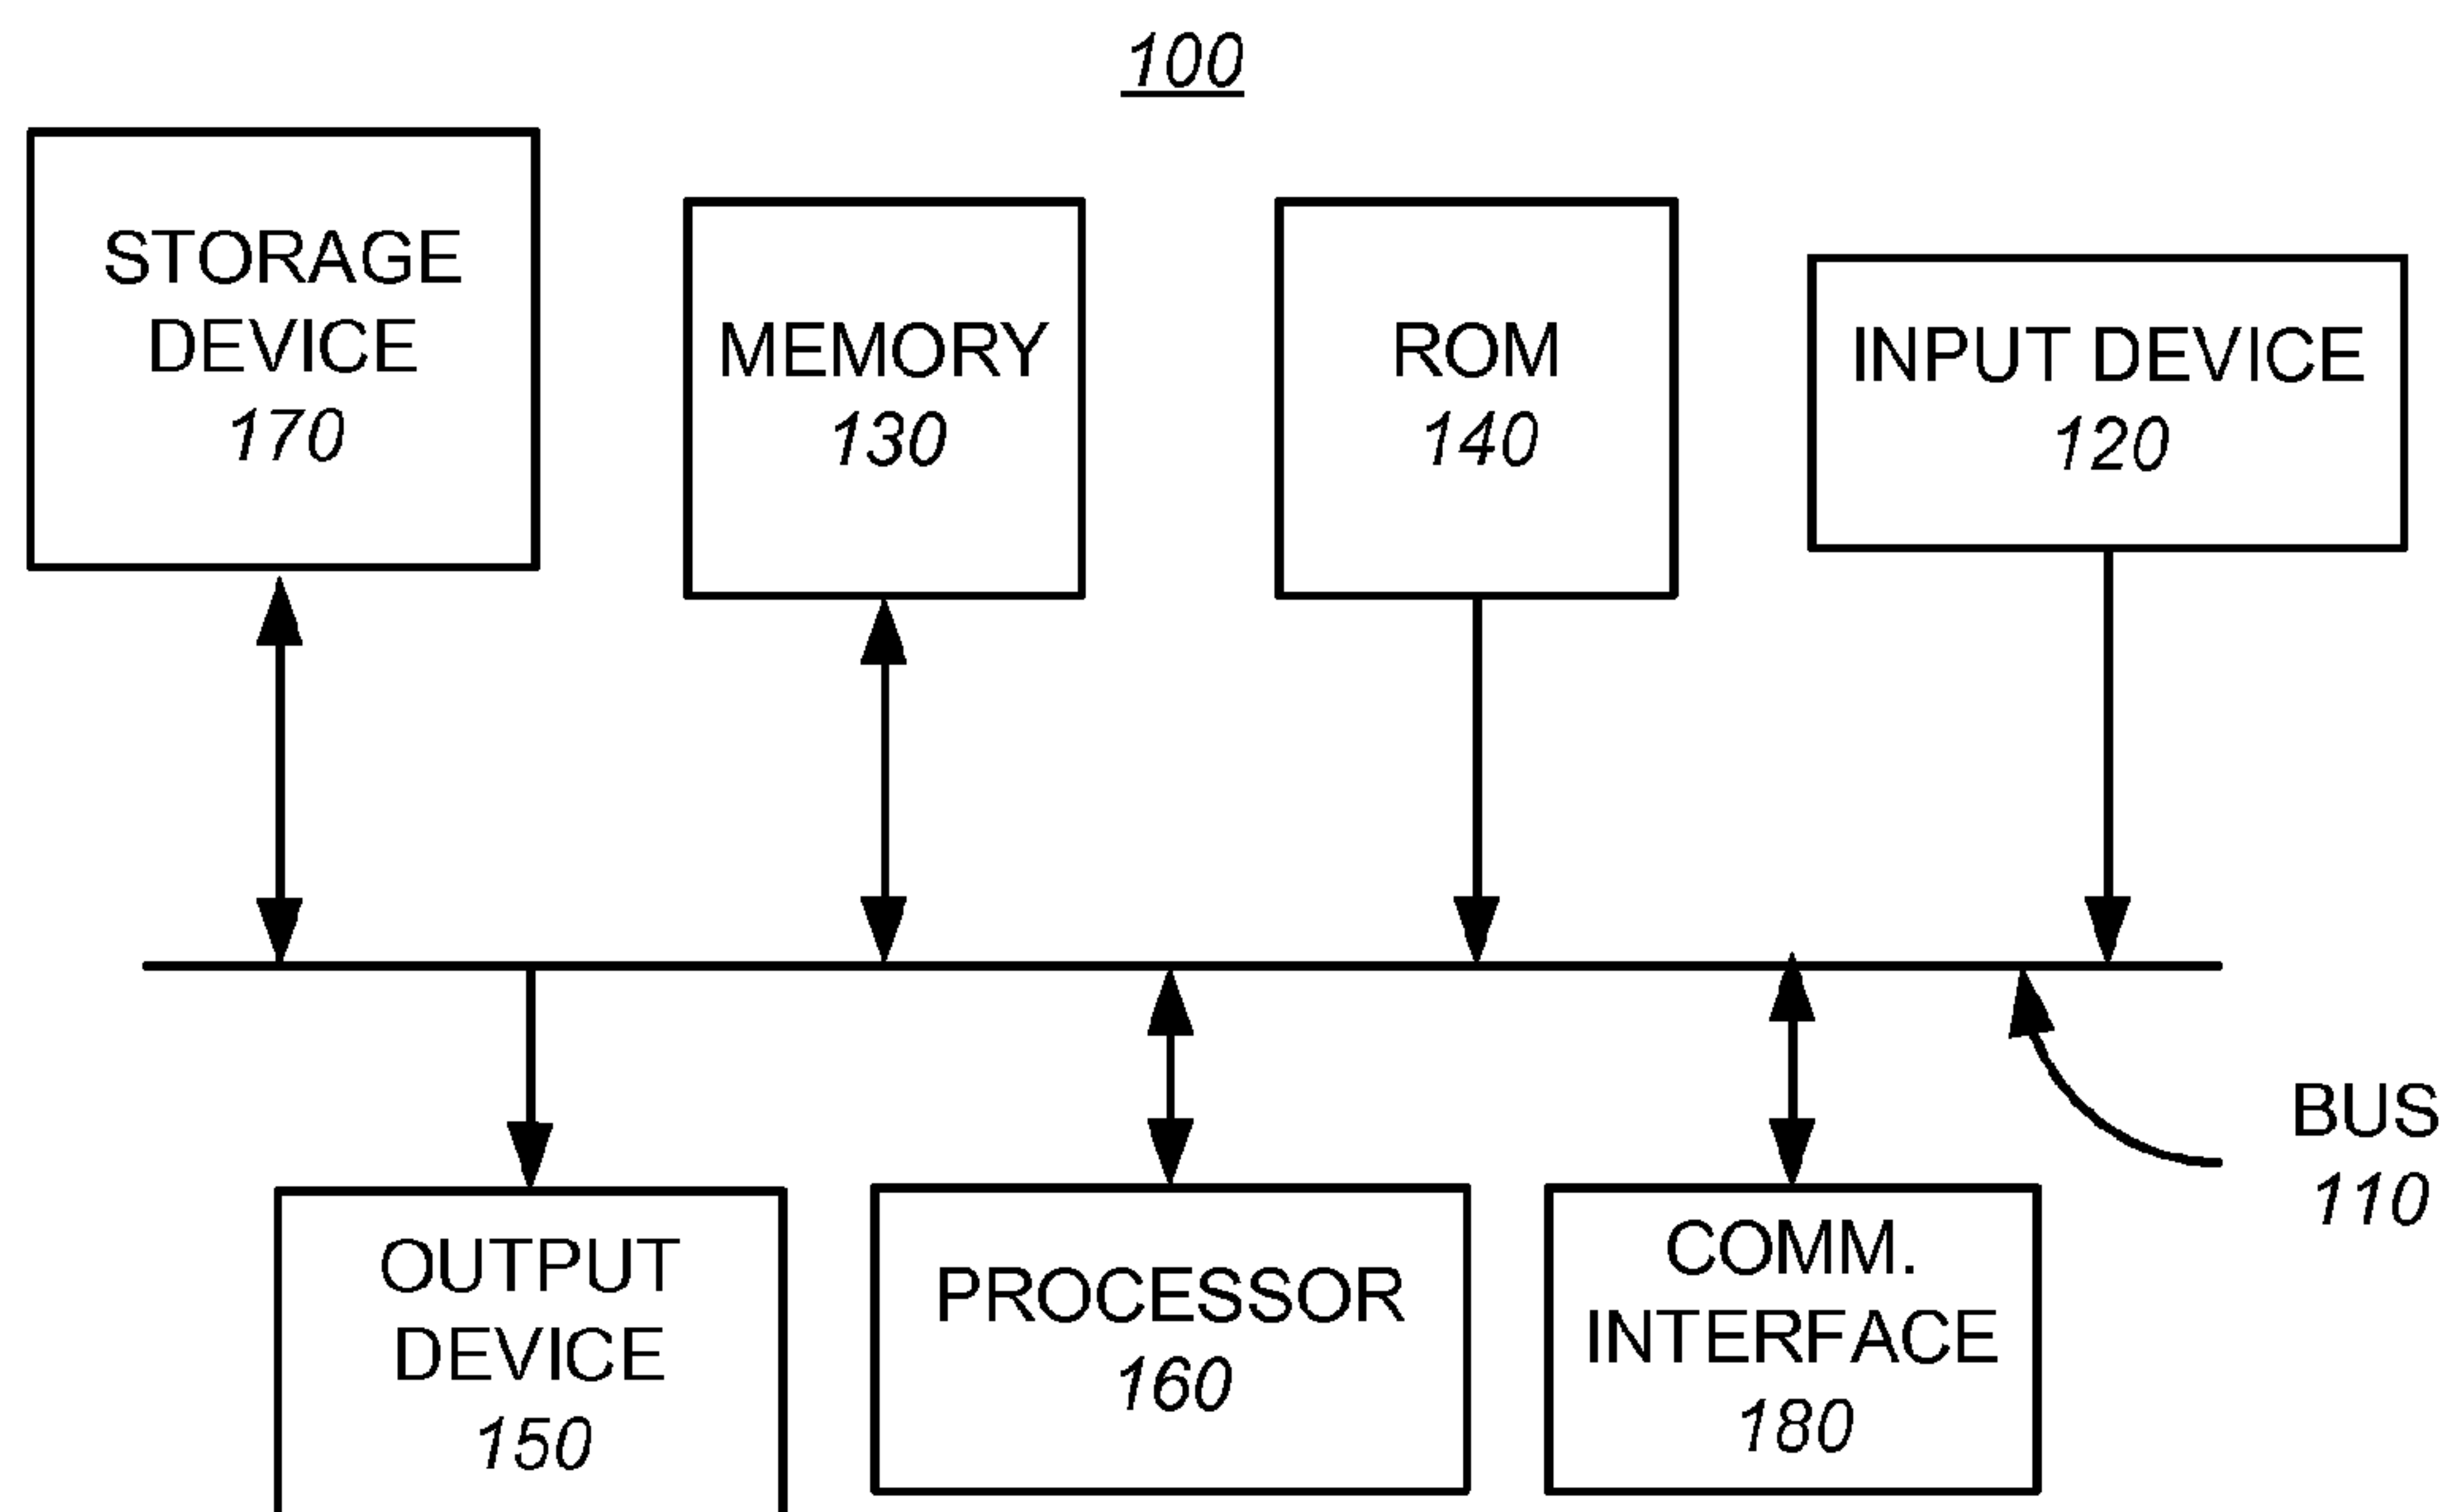 100
STORAGE
DEVICE
170
MEMORY
130
ROM
140
INPUT DEVICE
120
BUS
110
OUTPUT
DEVICE
150
PROCESSOR
160
COMM.
INTERFACE
180